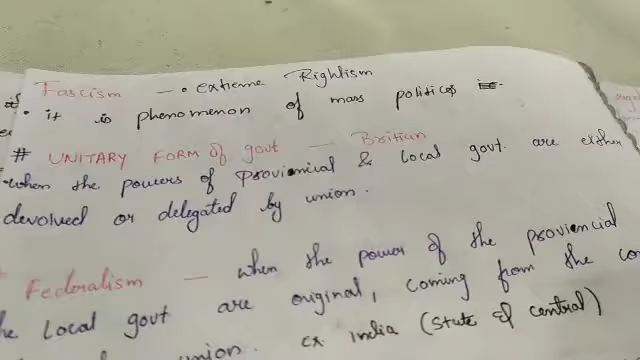 Fascism — • extreme Rightism
• it is phenomenon of mass politics
# UNITARY FORM of govt — Britian
• when the powers of provincial & local govt. are either
devolved or delegated by union.
Federalism — when the power of the proviencial
local govt are original, coming from the
union. ex india (state & central)